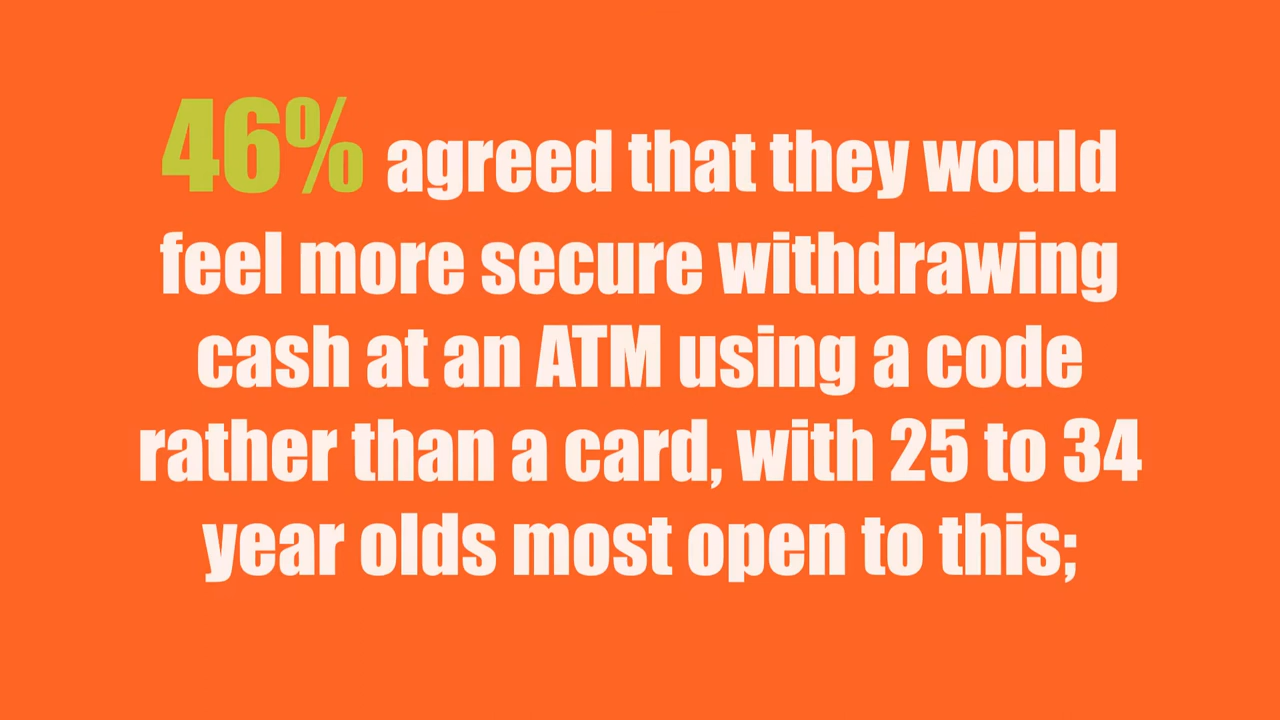 46% agreed that they would
feel more secure withdrawing
cash at an ATM using a code
rather than a card, with 25 to 34
year olds most open to this;